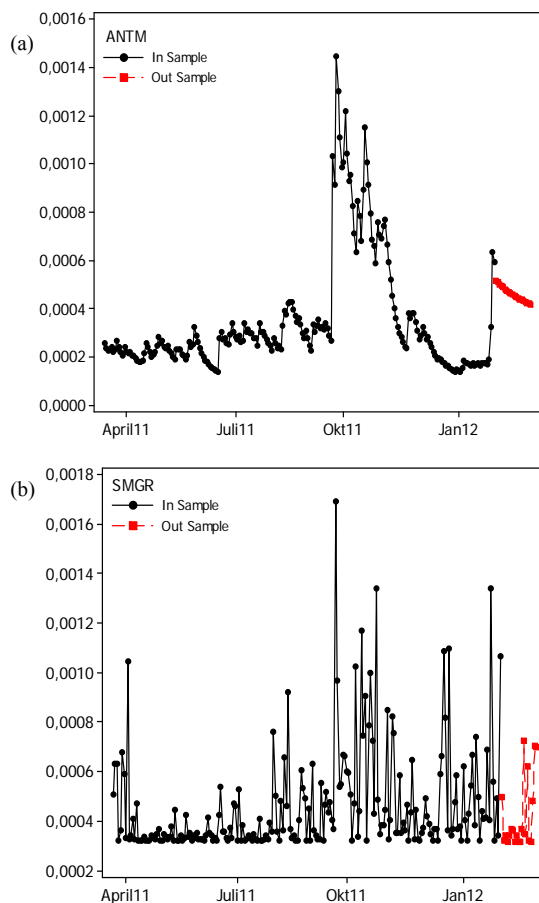 (a)
ANTM
In Sample
Out Sample
0,0016
0,0014
0,0012
0,0010
0,0008
0,0006
0,0004
0,0002
0,0000
April11 Juli11 Okt11 Jan12
(b)
SMGR
In Sample
Out Sample
0,0018
0,0016
0,0014
0,0012
0,0010
0,0008
0,0006
0,0004
0,0002
April11 Juli11 Okt11 Jan12